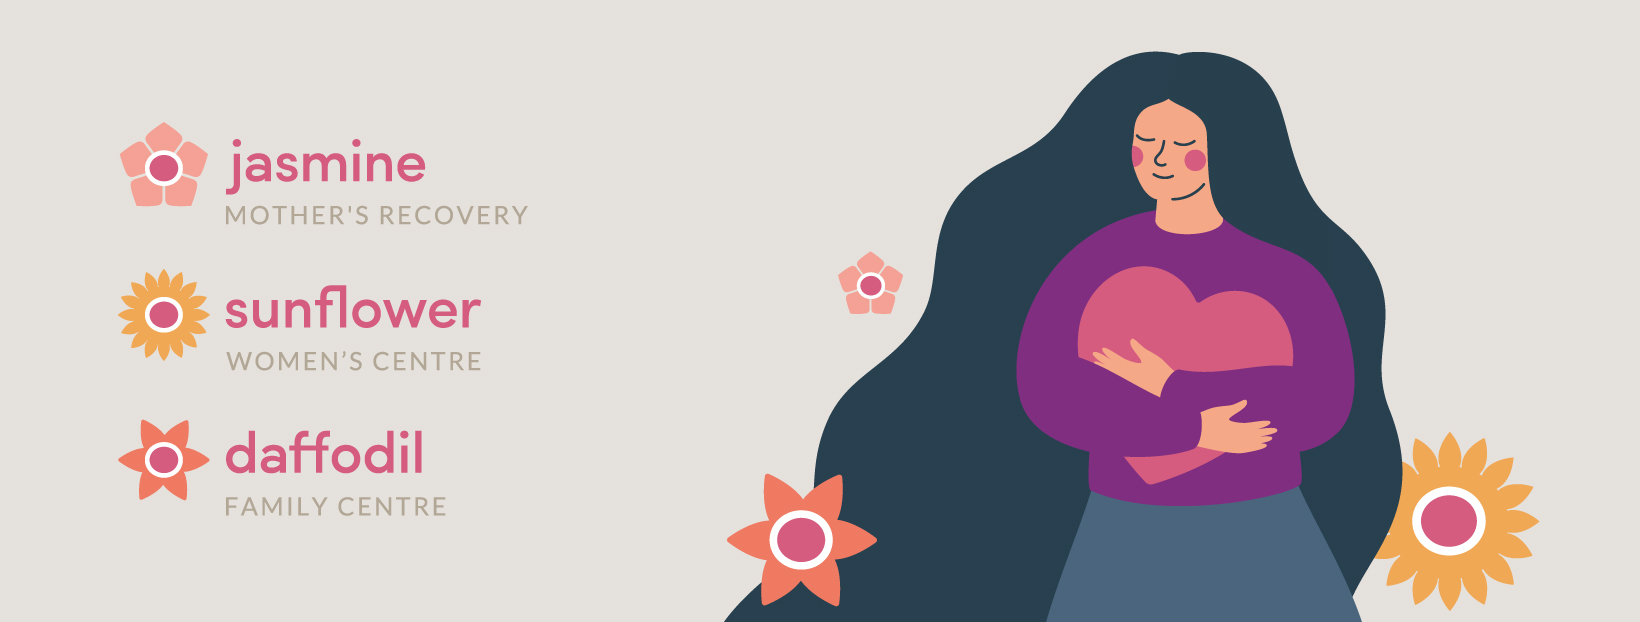 jasmine
MOTHER'S RECOVERY
sunflower
WOMEN’S CENTRE
daffodil
FAMILY CENTRE